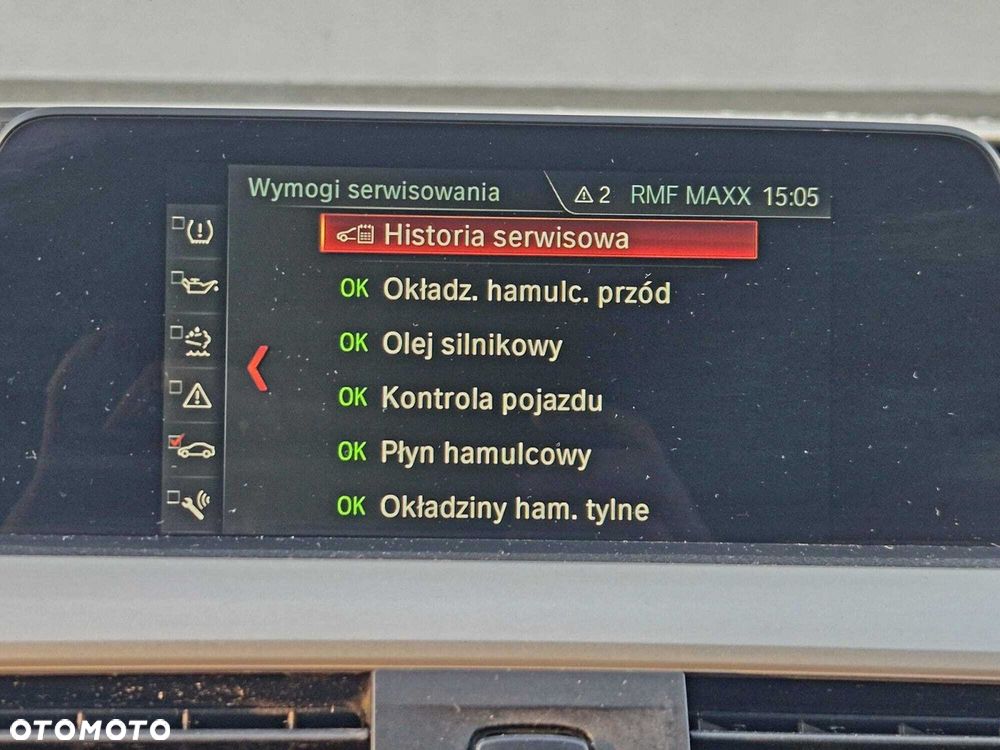 Wymogi serwisowania
2 RMF MAXX 15:05
Historia serwisowa
OK Okładz. hamulc. przód
OK Olej silnikowy
OK Kontrola pojazdu
OK Płyn hamulcowy
OK Okładziny ham. tylne
OTOMOTO